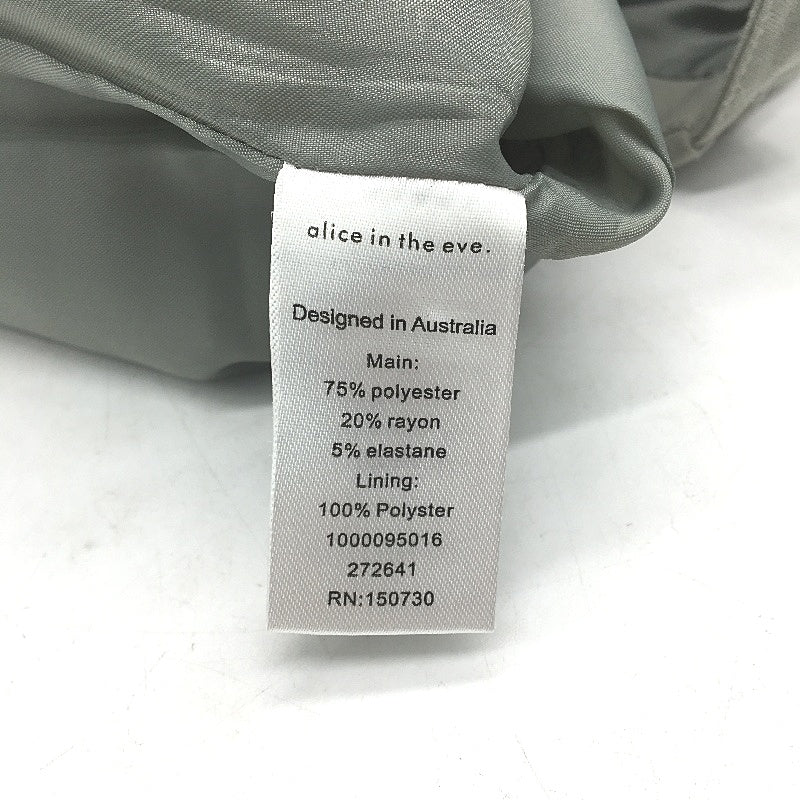 alice in the eve.
Designed in Australia
Main:
75% polyester
20% rayon
5% elastane
Lining:
100% Polyster
1000095016
272641
RN:150730